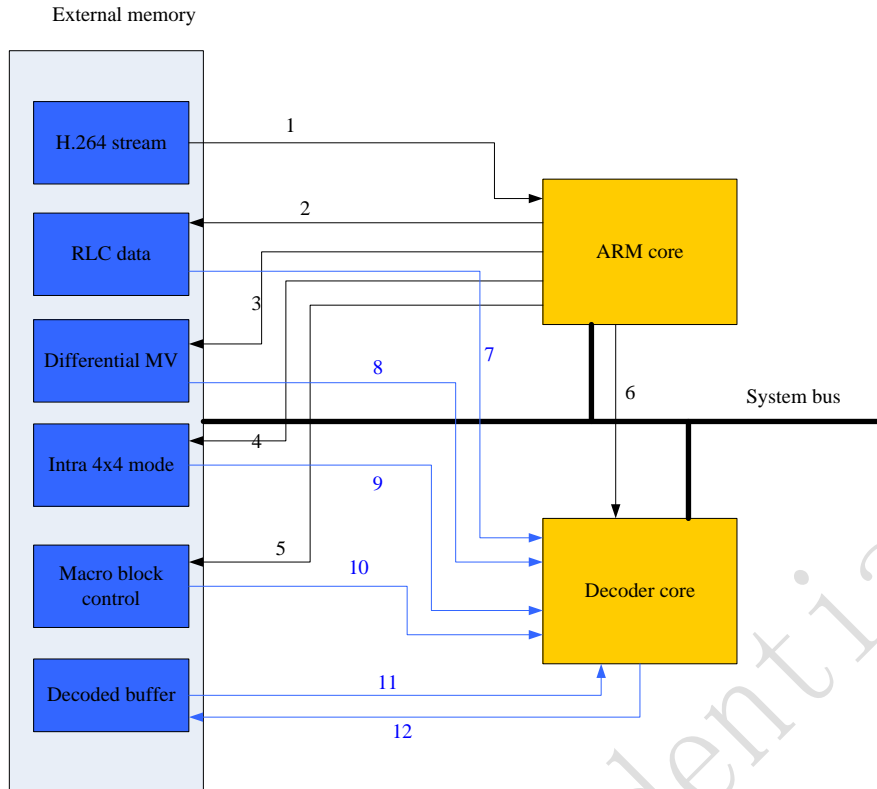 External memory
H.264 stream
1
2
RLC data
ARM core
3
Differential MV
7
8
6
System bus
4
Intra 4x4 mode
9
5
10
Macro block
control
Decoder core
Decoded buffer
11
12